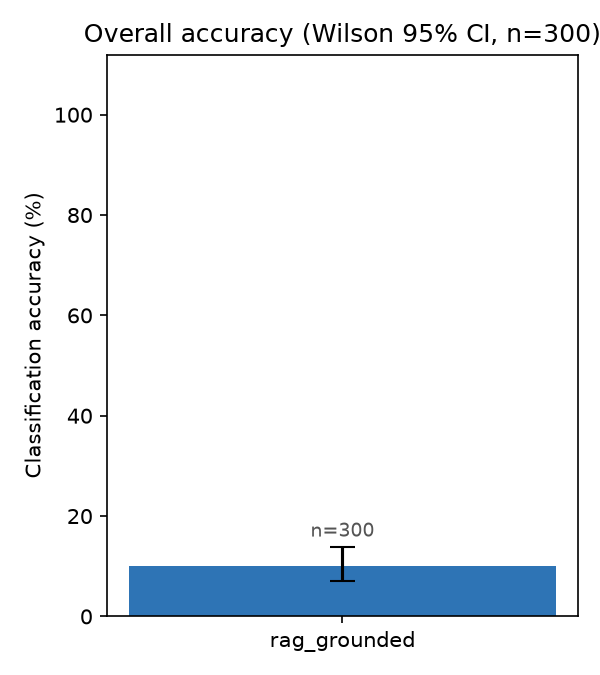 Overall accuracy (Wilson 95% CI, n=300)
Classification accuracy (%)
100
80
60
40
20
0
n=300
rag_grounded